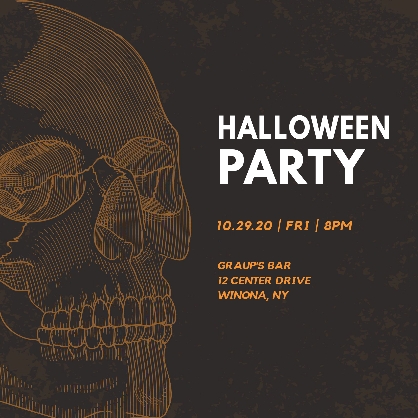 HALLOWEEN
PARTY
10.29.20 | FRI | 8PM
GRAUP'S BAR
12 CENTER DRIVE
WINONA, NY